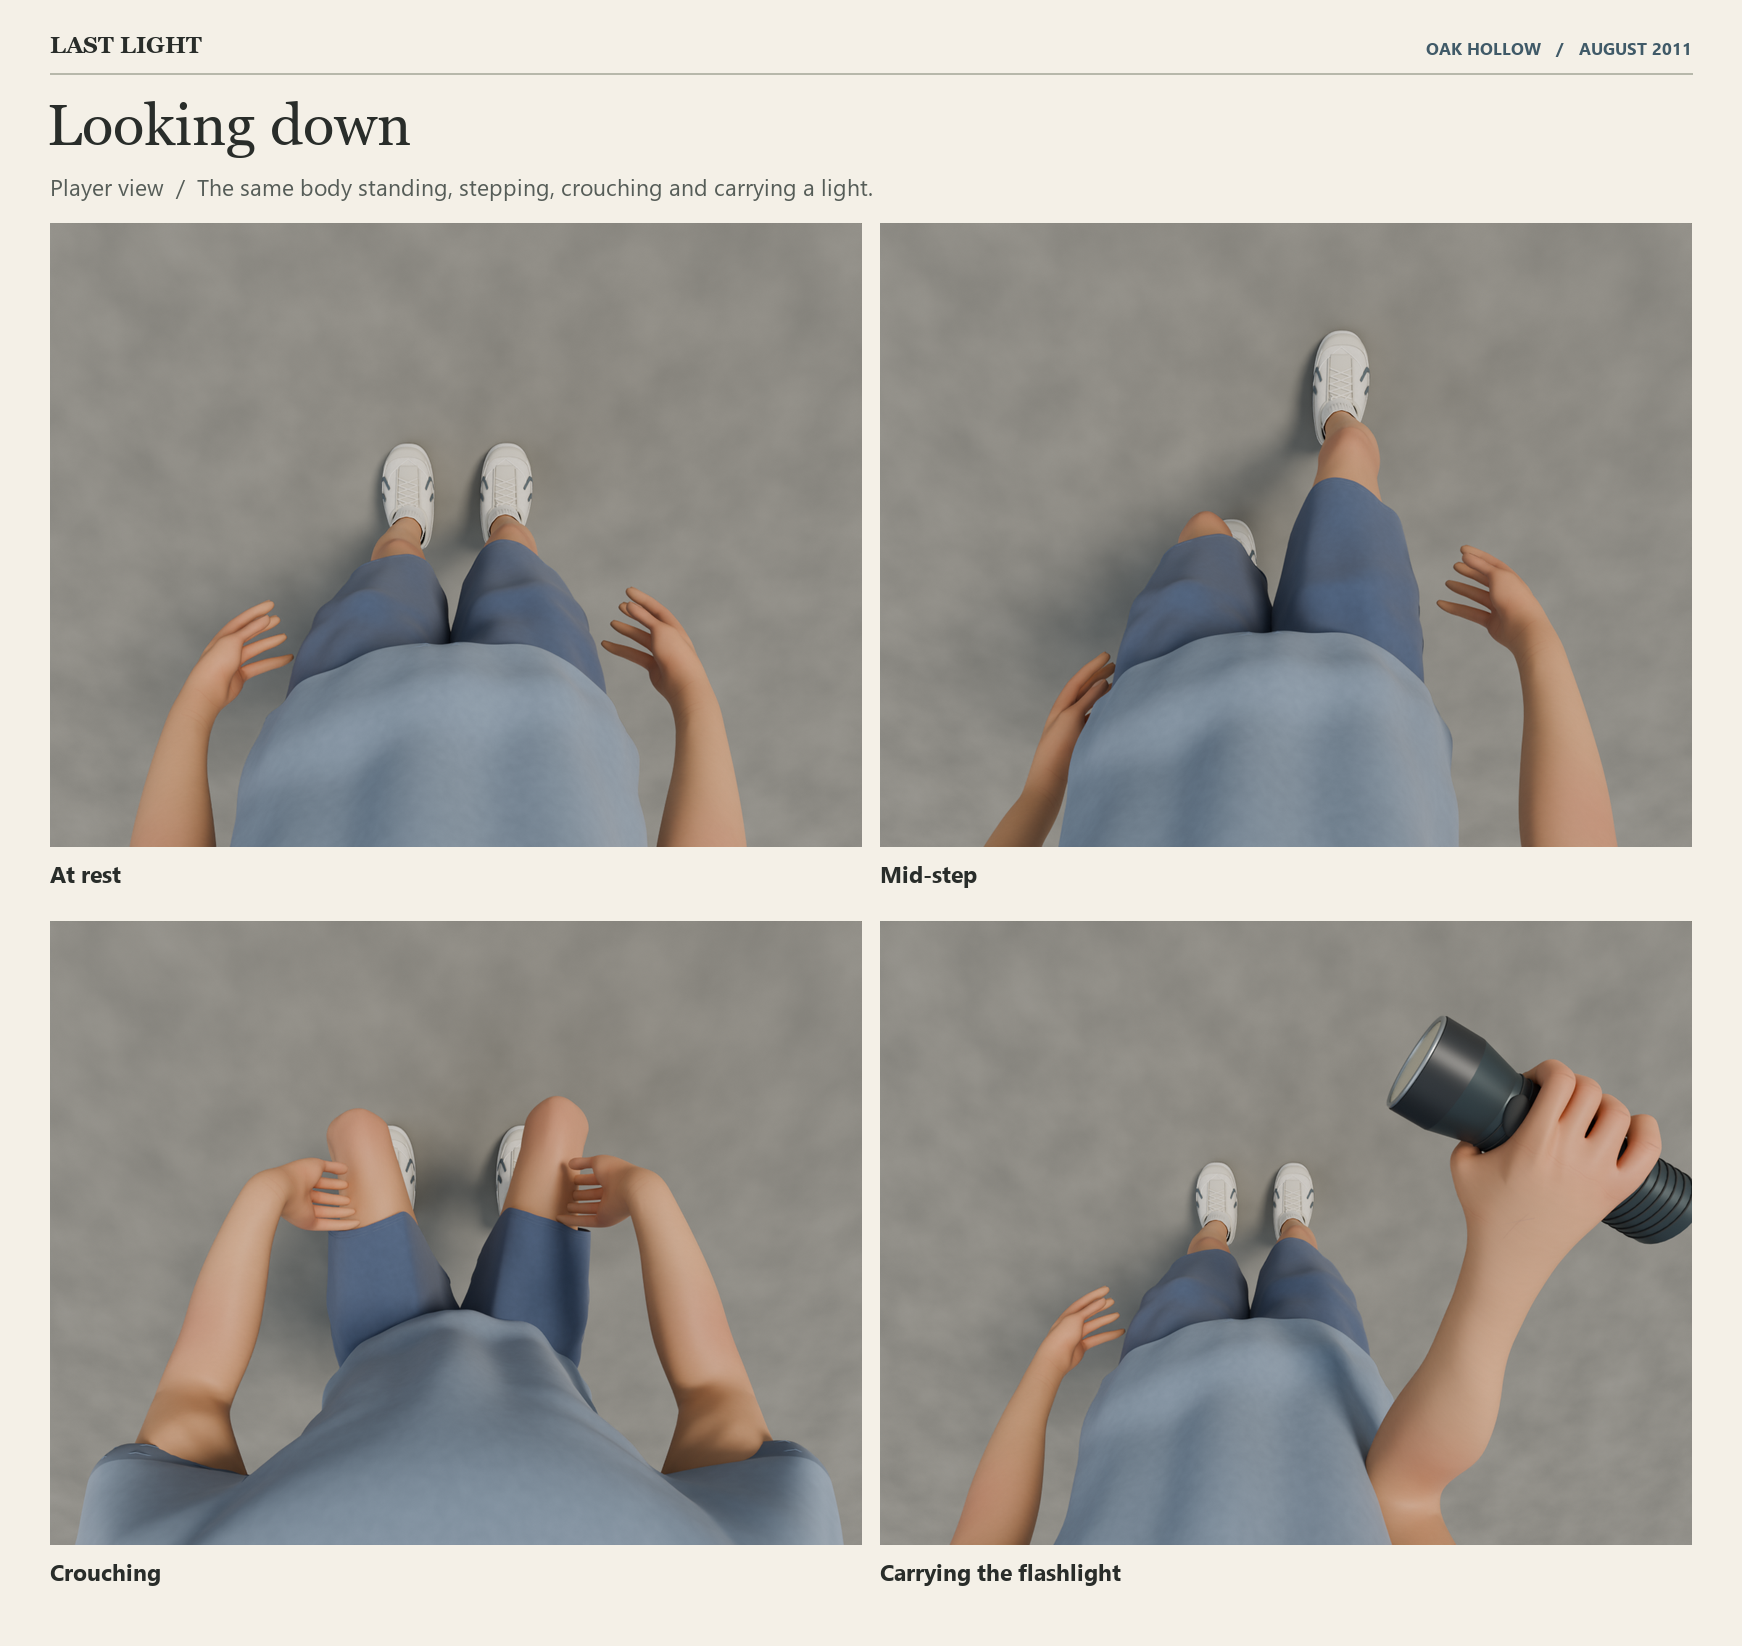 LAST LIGHT
OAK HOLLOW / AUGUST 2011
Looking down
Player view / The same body standing, stepping, crouching and carrying a light.
At rest
Mid-step
Crouching
Carrying the flashlight